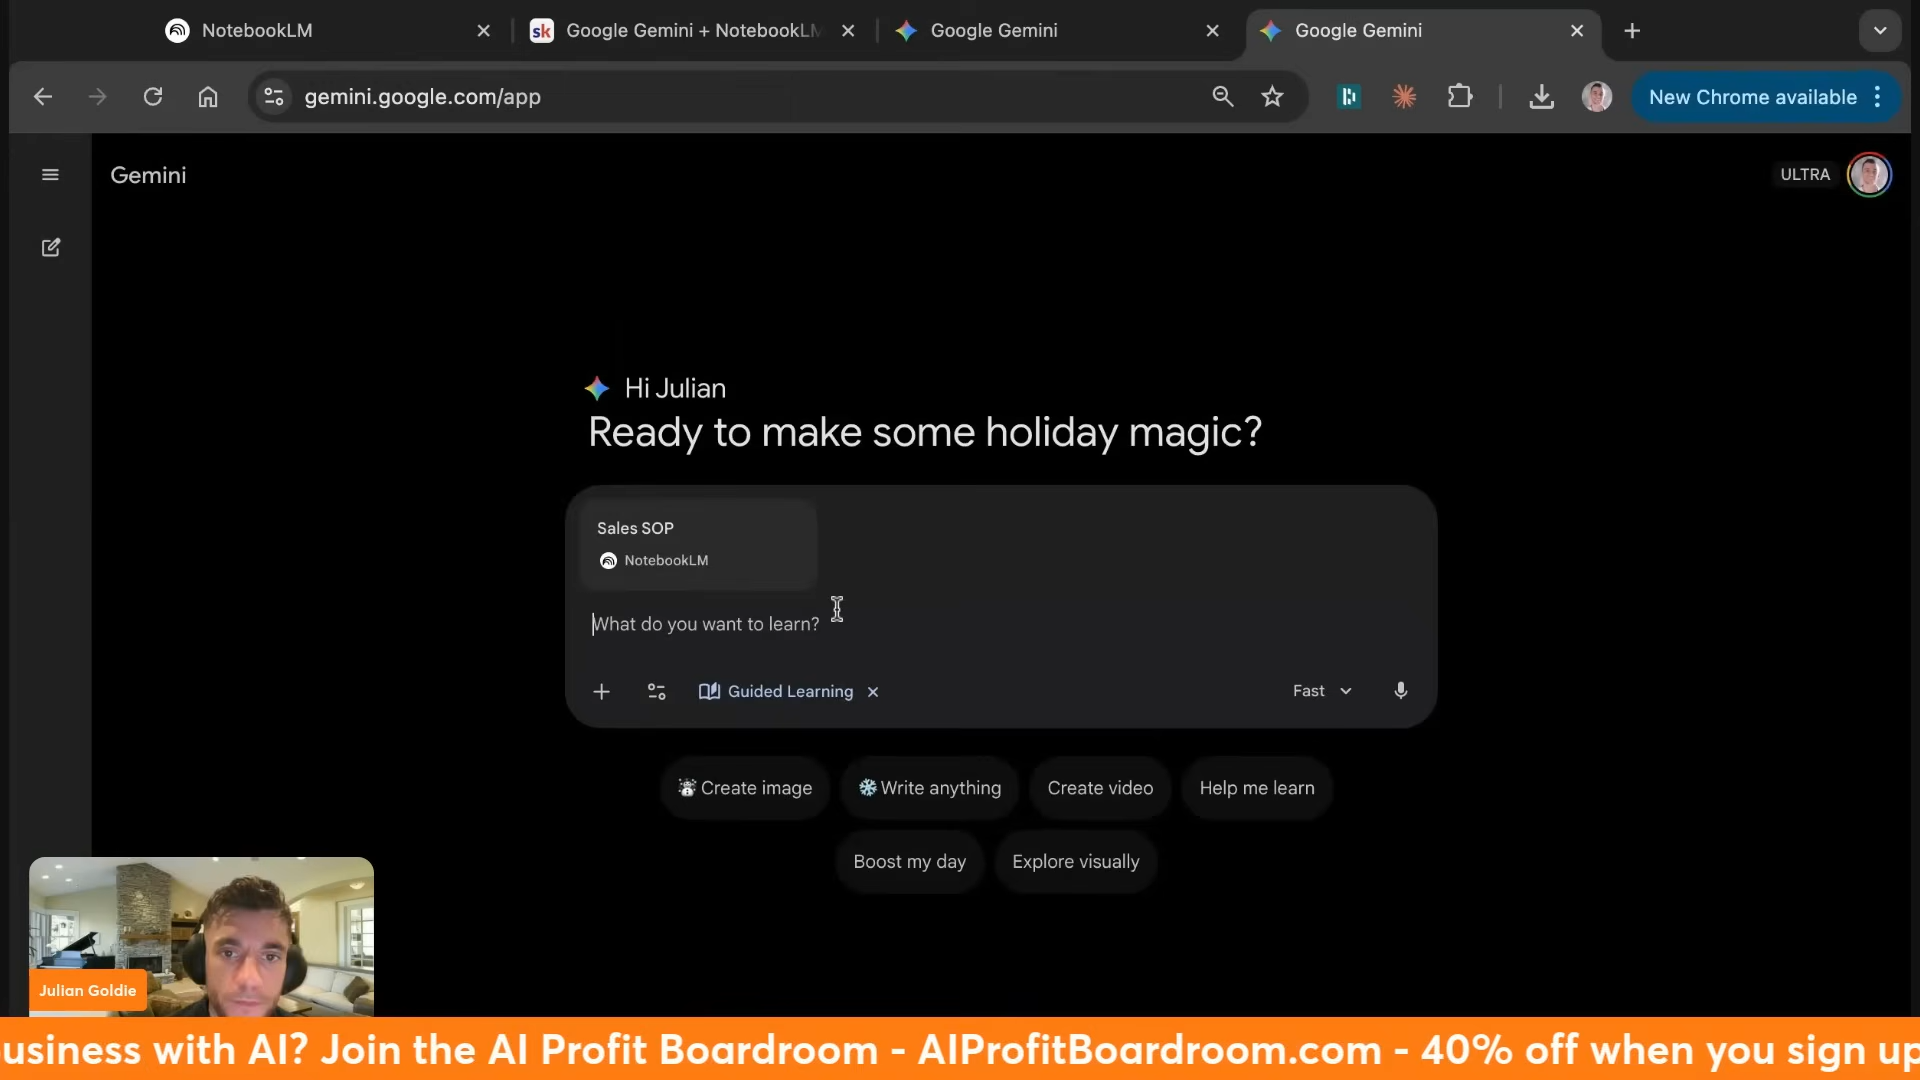 NotebookLM
sk Google Gemini + NotebookLM
Google Gemini
Google Gemini
gemini.google.com/app
New Chrome available
Gemini
ULTRA
Hi Julian
Ready to make some holiday magic?
Sales SOP
NotebookLM
What do you want to learn?
Guided Learning
Fast
Create image
Write anything
Create video
Help me learn
Boost my day
Explore visually
Julian Goldie
usiness with AI? Join the AI Profit Boardroom - AIProfitBoardroom.com - 40% off when you sign up